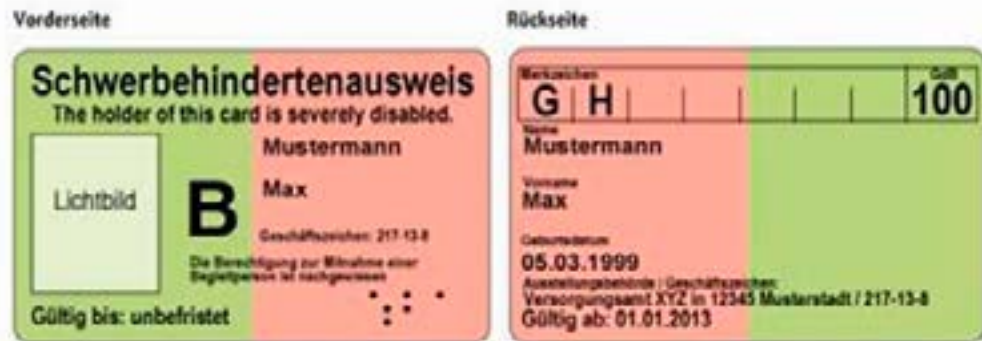 Vorderseite
Schwerbehindertenausweis
The holder of this card is severely disabled.
Lichtbild
B
Mustermann
Max
Geschäftszeichen: 217-13-8
Die Berechtigung zur Mitnahme einer
Begleitperson ist nachgewiesen
Gültig bis: unbefristet
Rückseite
Merkzeichen
GdB
G H
100
Name
Mustermann
Vorname
Max
Geburtsdatum
05.03.1999
Ausstellungsbehörde / Geschäftszeichen:
Versorgungsamt XYZ in 12345 Musterstadt / 217-13-8
Gültig ab: 01.01.2013